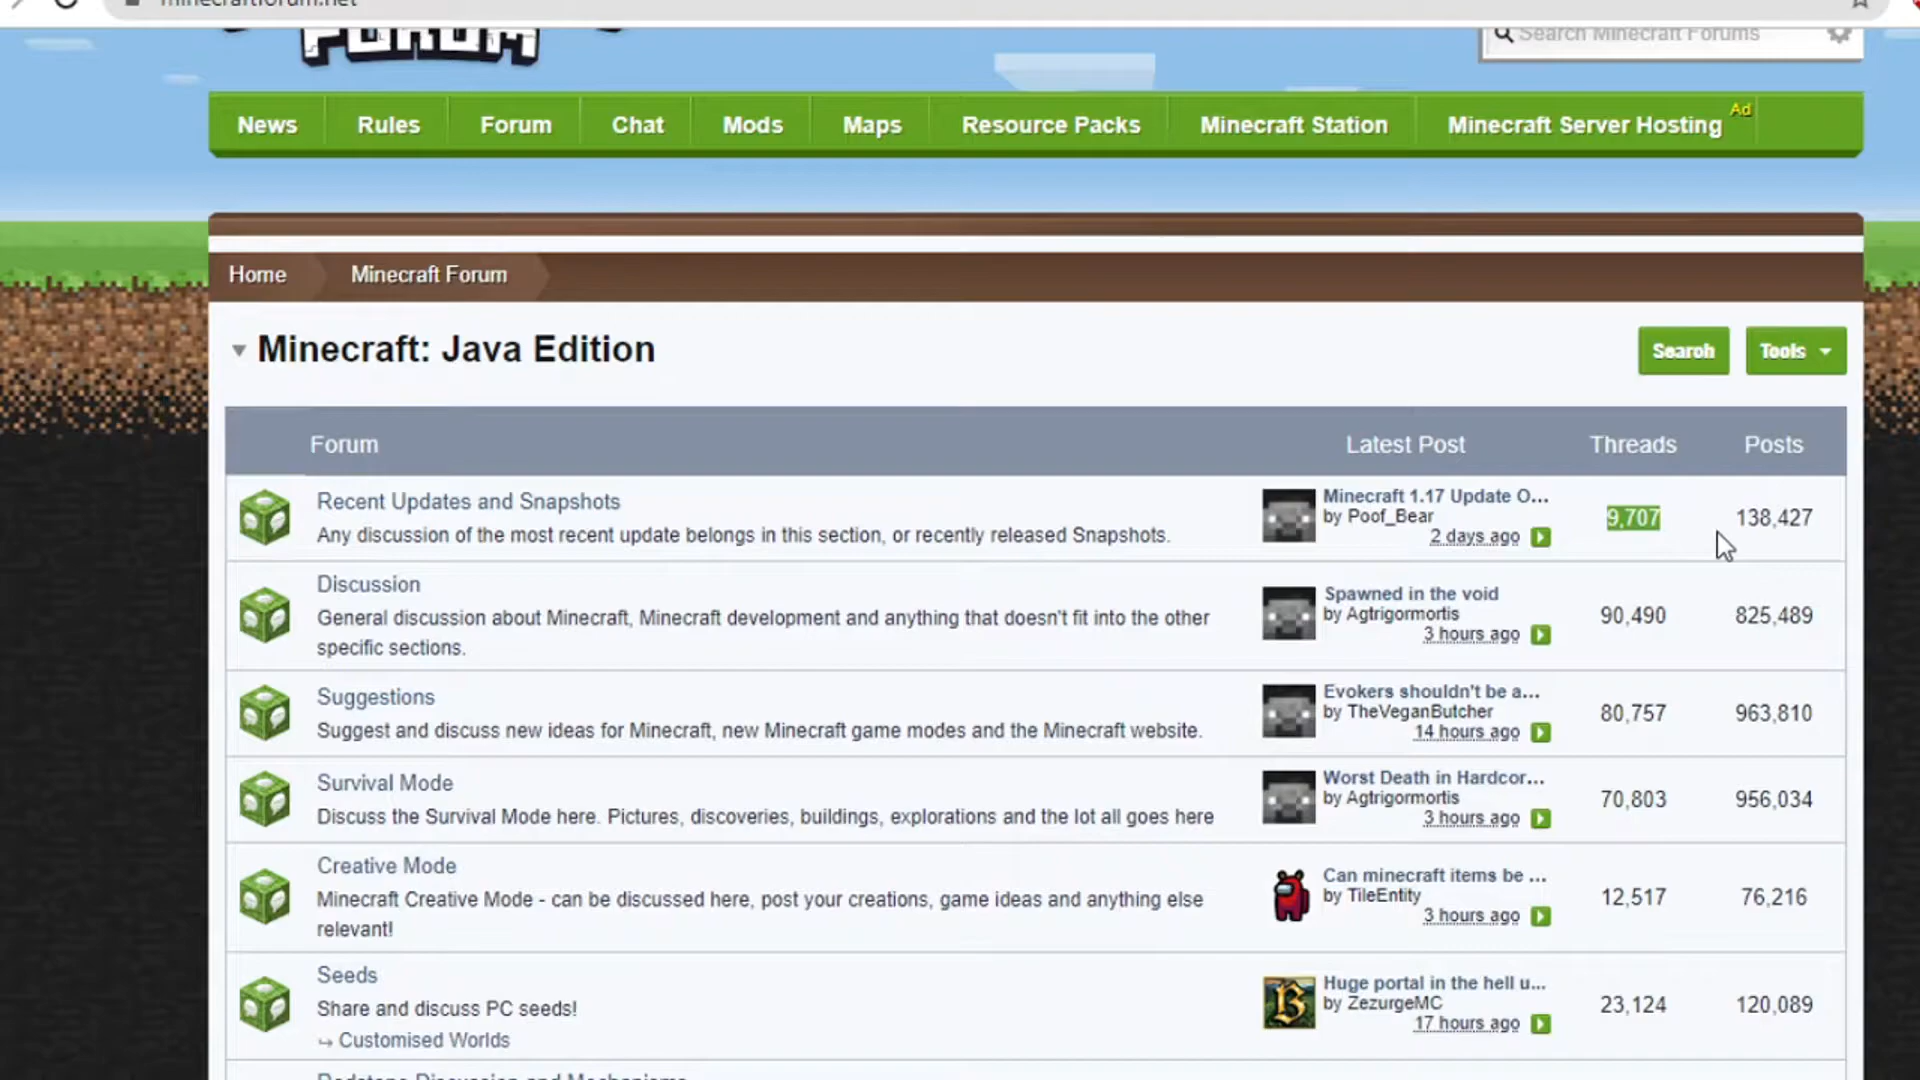 minecraftforum.net
FORUM
Search Minecraft Forums
News Rules Forum Chat Mods Maps Resource Packs Minecraft Station Minecraft Server Hosting Ad
Home Minecraft Forum
Minecraft: Java Edition Search Tools
Forum Latest Post Threads Posts
Recent Updates and Snapshots
Any discussion of the most recent update belongs in this section, or recently released Snapshots.
Minecraft 1.17 Update O...
by Poof_Bear
2 days ago
9,707 138,427
Discussion
General discussion about Minecraft, Minecraft development and anything that doesn't fit into the other
specific sections.
Spawned in the void
by Agtrigormortis
3 hours ago
90,490 825,489
Suggestions
Suggest and discuss new ideas for Minecraft, new Minecraft game modes and the Minecraft website.
Evokers shouldn't be a...
by TheVeganButcher
14 hours ago
80,757 963,810
Survival Mode
Discuss the Survival Mode here. Pictures, discoveries, buildings, explorations and the lot all goes here
Worst Death in Hardcor...
by Agtrigormortis
3 hours ago
70,803 956,034
Creative Mode
Minecraft Creative Mode - can be discussed here, post your creations, game ideas and anything else
relevant!
Can minecraft items be ...
by TileEntity
3 hours ago
12,517 76,216
Seeds
Share and discuss PC seeds!
Customised Worlds
Huge portal in the hell u...
by ZezurgeMC
17 hours ago
23,124 120,089
Redstone Discussion and Mechanisms